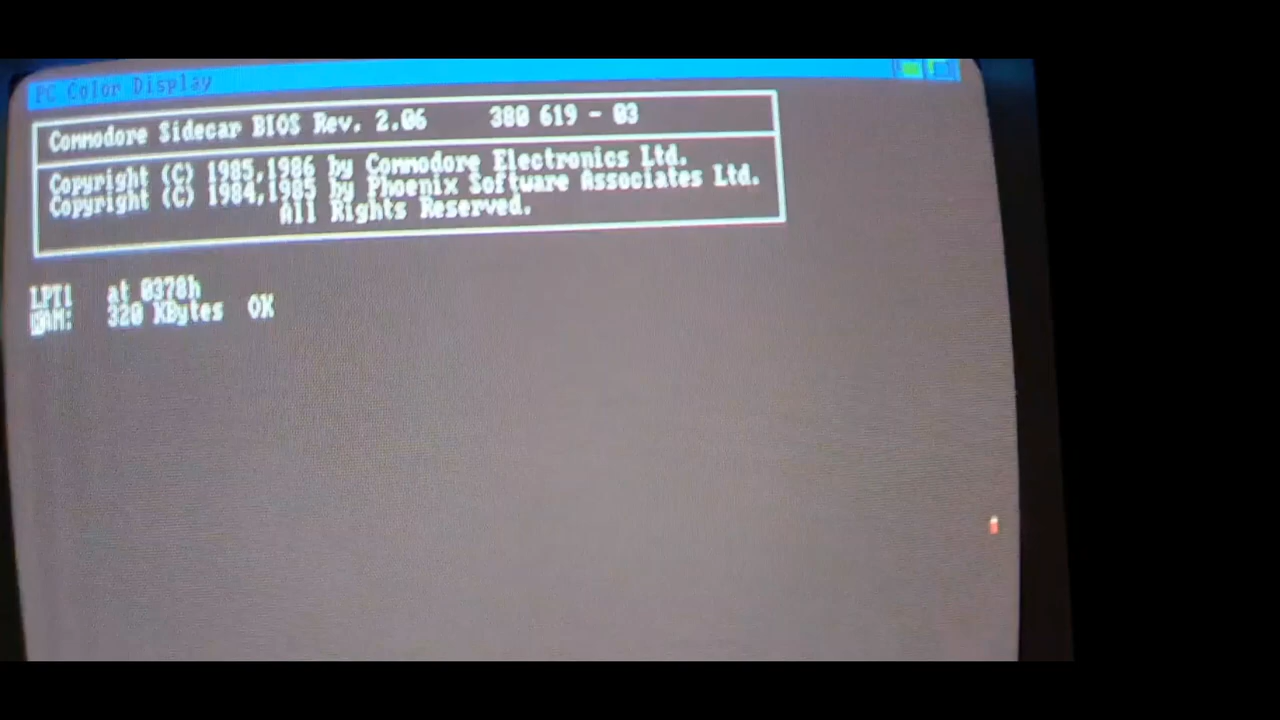 PC Color Display
Commodore Sidecar BIOS Rev. 2.06 380 619 - 03
Copyright (C) 1985,1986 by Commodore Electronics Ltd.
Copyright (C) 1984,1985 by Phoenix Software Associates Ltd.
All Rights Reserved.
LPT1 at 0378h
RAM: 320 KBytes OK